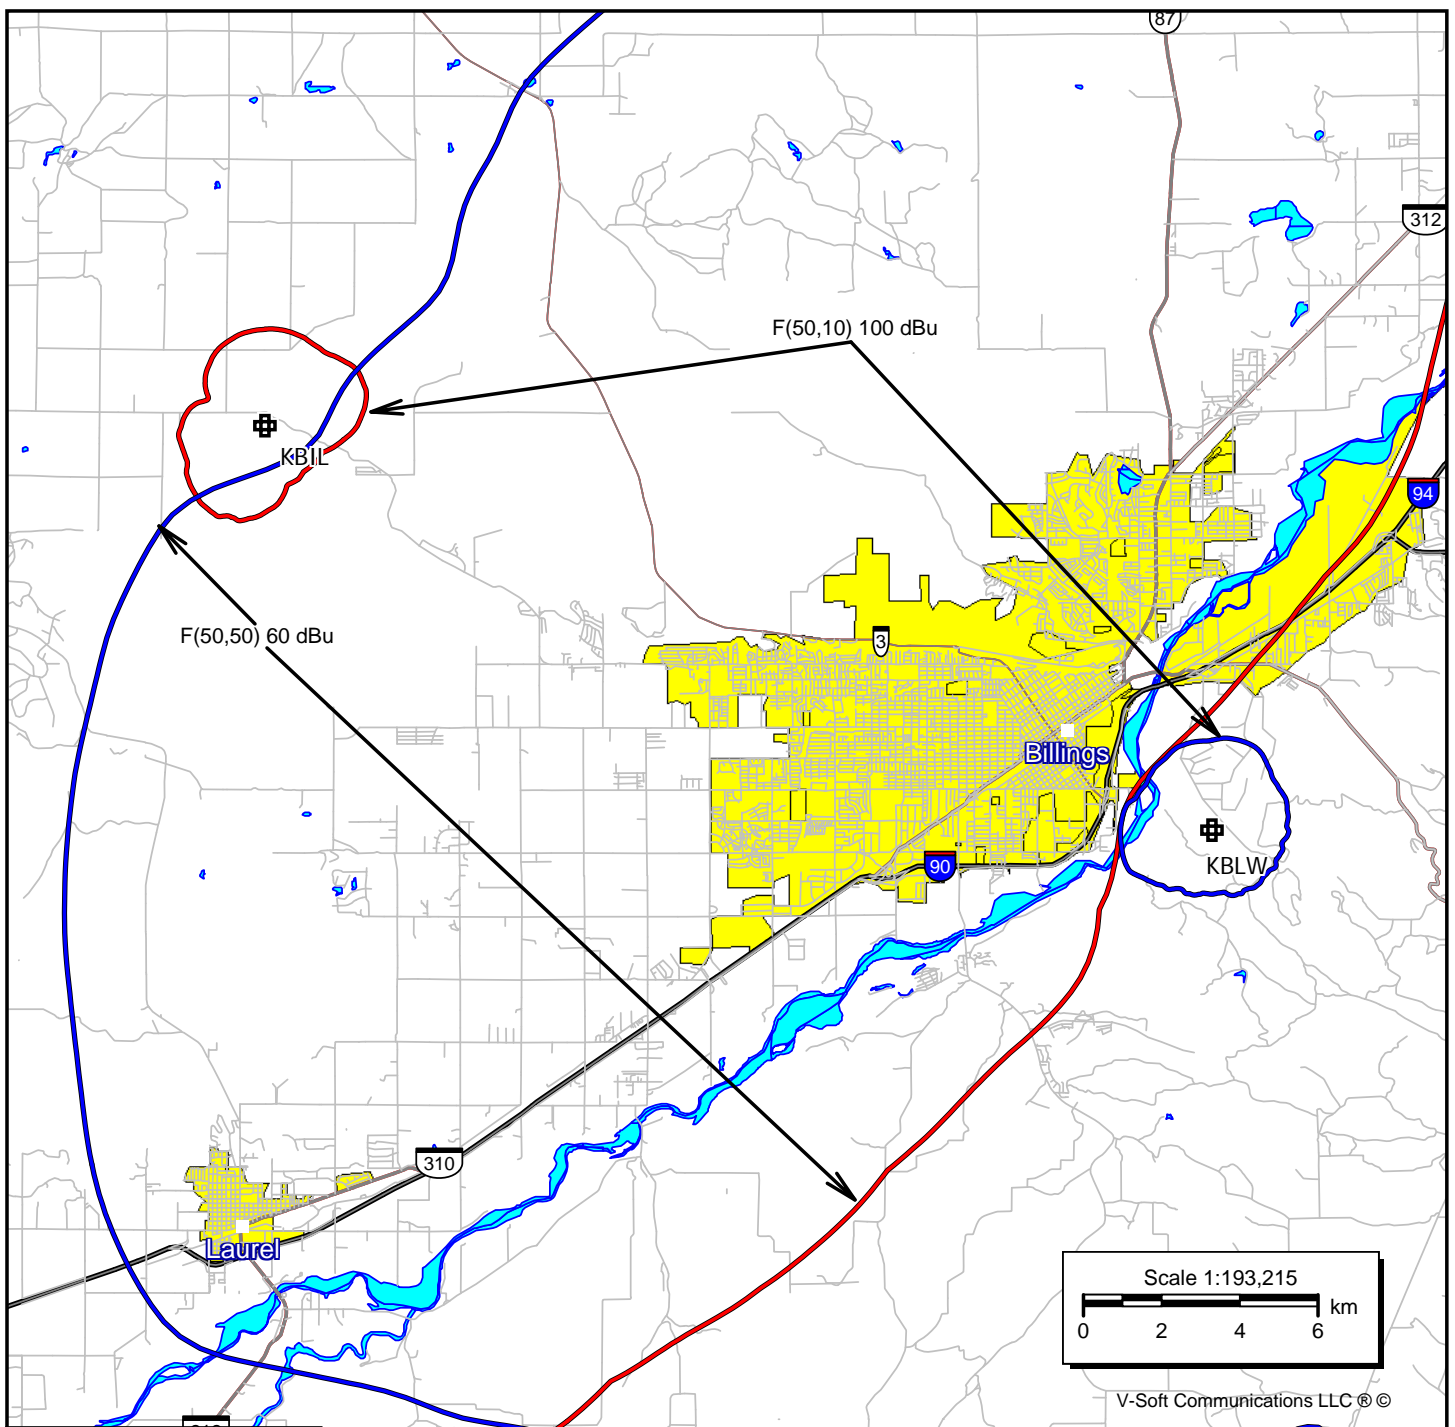 87
312
F(50,10) 100 dBu
KBIL
94
F(50,50) 60 dBu
3
Billings
90
KBLW
310
Laurel
Scale 1:193,215
km
0 2 4 6
V-Soft Communications LLC ® ©